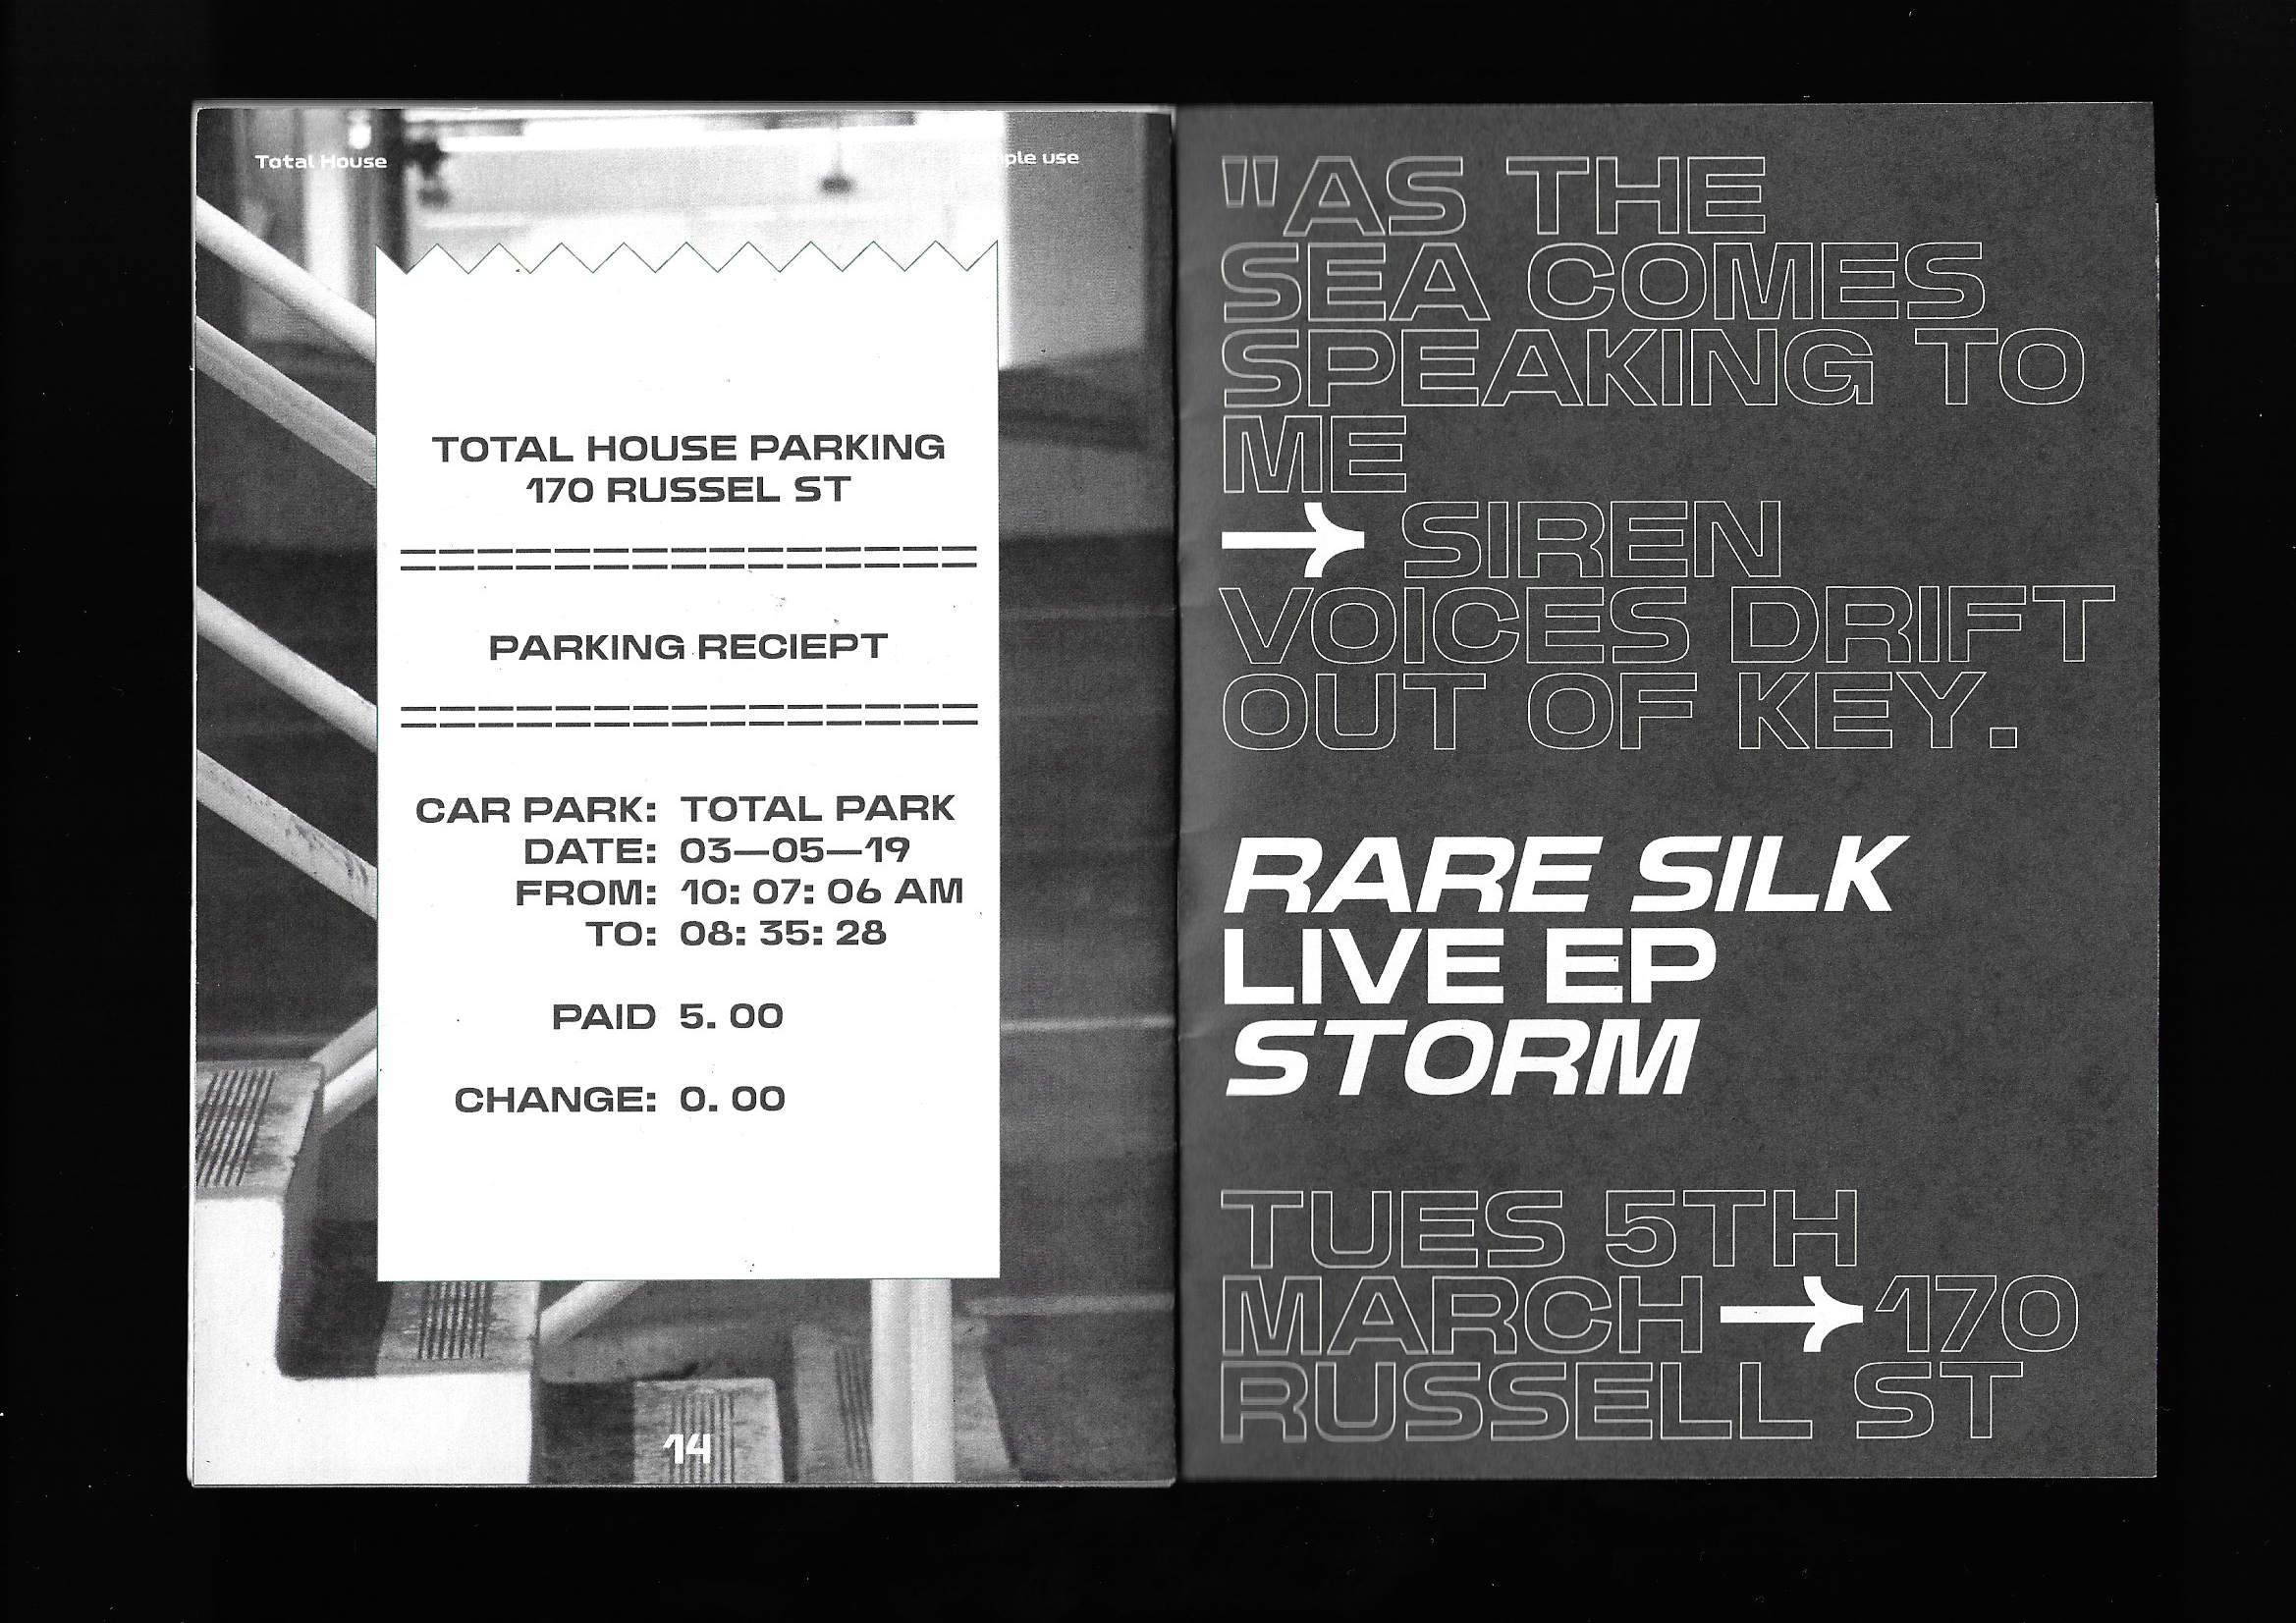 Total House
ple use
TOTAL HOUSE PARKING
170 RUSSEL ST
PARKING RECIEPT
CAR PARK: TOTAL PARK
DATE: 03—05—19
FROM: 10: 07: 06 AM
TO: 08: 35: 28
PAID 5. 00
CHANGE: 0. 00
14
"AS THE
SEA COMES
SPEAKING TO
ME
→ SIREN
VOICES DRIFT
OUT OF KEY.
RARE SILK
LIVE EP
STORM
TUES 5TH
MARCH → 170
RUSSELL ST